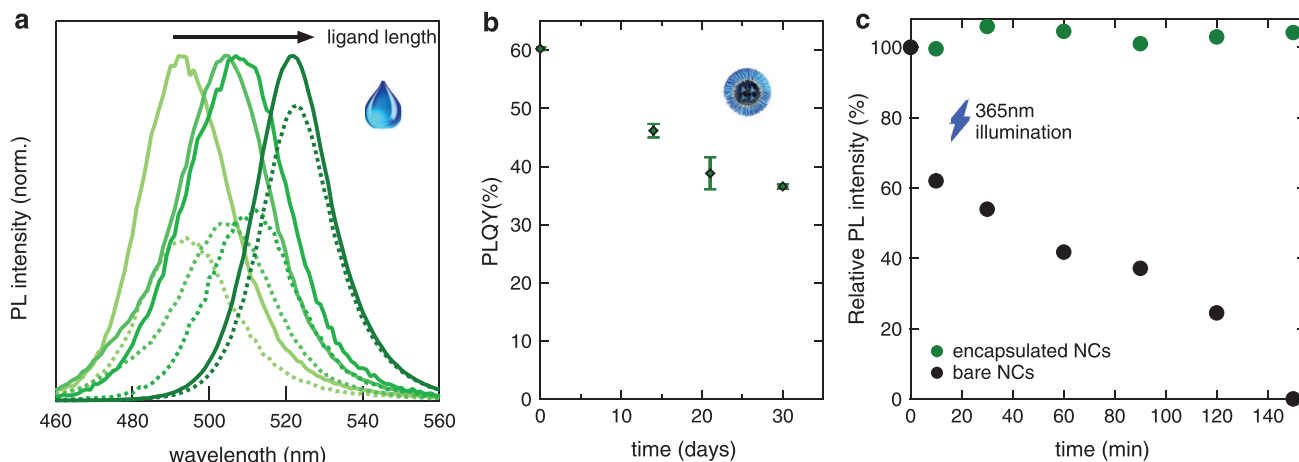 a
ligand length
PL intensity (norm.)
460
480
500
520
540
560
wavelength (nm)
b
60
50
40
30
20
10
0
PLQY(%)
0
10
20
30
time (days)
c
100
80
60
40
20
0
Relative PL intensity (%)
365nm
illumination
encapsulated NCs
bare NCs
0
20
40
60
80
100
120
140
time (min)